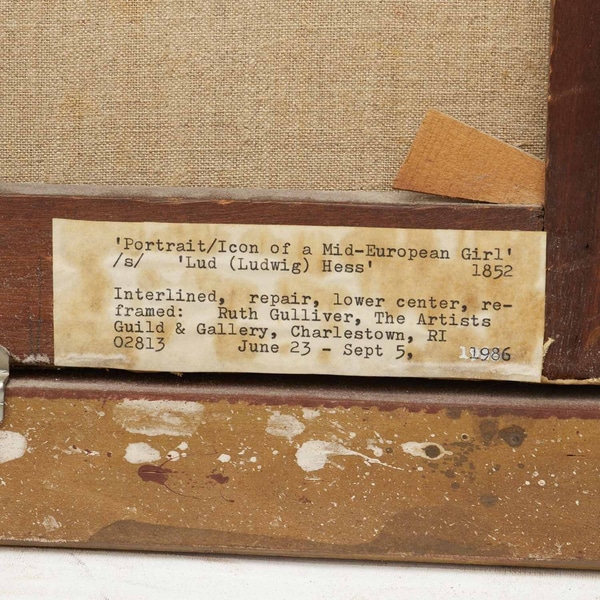 'Portrait/Icon of a Mid-European Girl'
/s/ 'Lud (Ludwig) Hess' 1852
Interlined, repair, lower center, re-
framed: Ruth Gulliver, The Artists
Guild & Gallery, Charlestown, RI
02813 June 23 - Sept 5, 11986